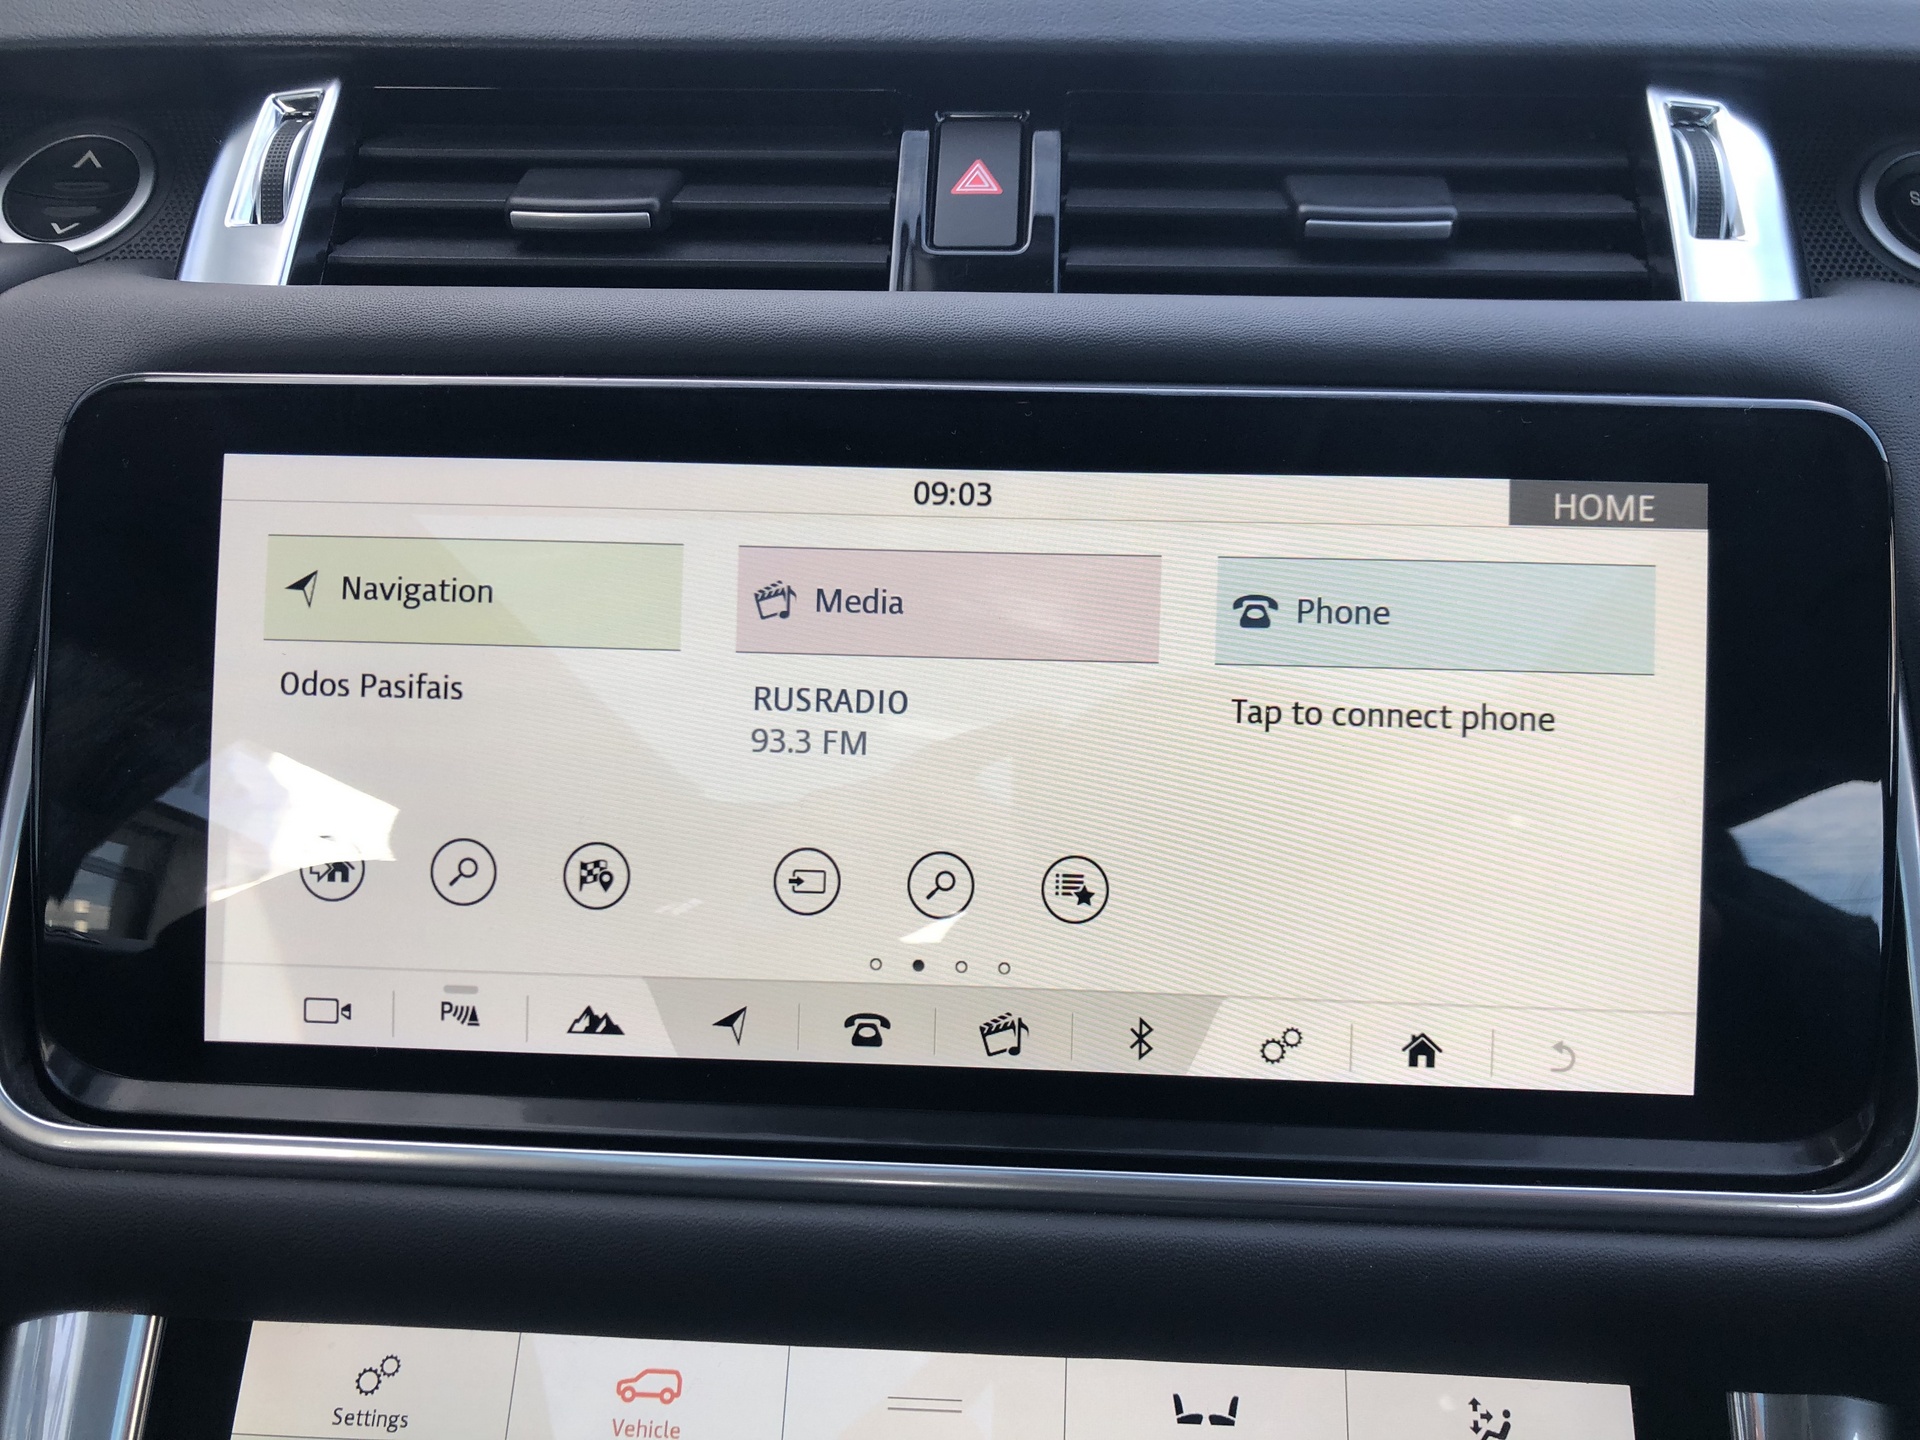 09:03
HOME
Navigation
Media
Phone
Odos Pasifais
RUSRADIO
93.3 FM
Tap to connect phone
P
Settings
Vehicle